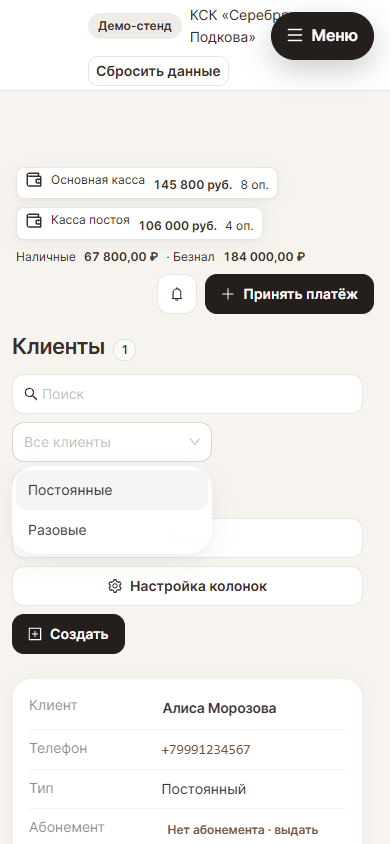 Демо-стенд
КСК «Серебро
Подкова»
Меню
Сбросить данные
Основная касса 145 800 руб. 8 оп.
Касса постоя 106 000 руб. 4 оп.
Наличные 67 800,00 ₽ · Безнал 184 000,00 ₽
Принять платёж
Клиенты 1
Поиск
Все клиенты
Постоянные
Разовые
Настройка колонок
Создать
Клиент Алиса Морозова
Телефон +79991234567
Тип Постоянный
Абонемент Нет абонемента · выдать